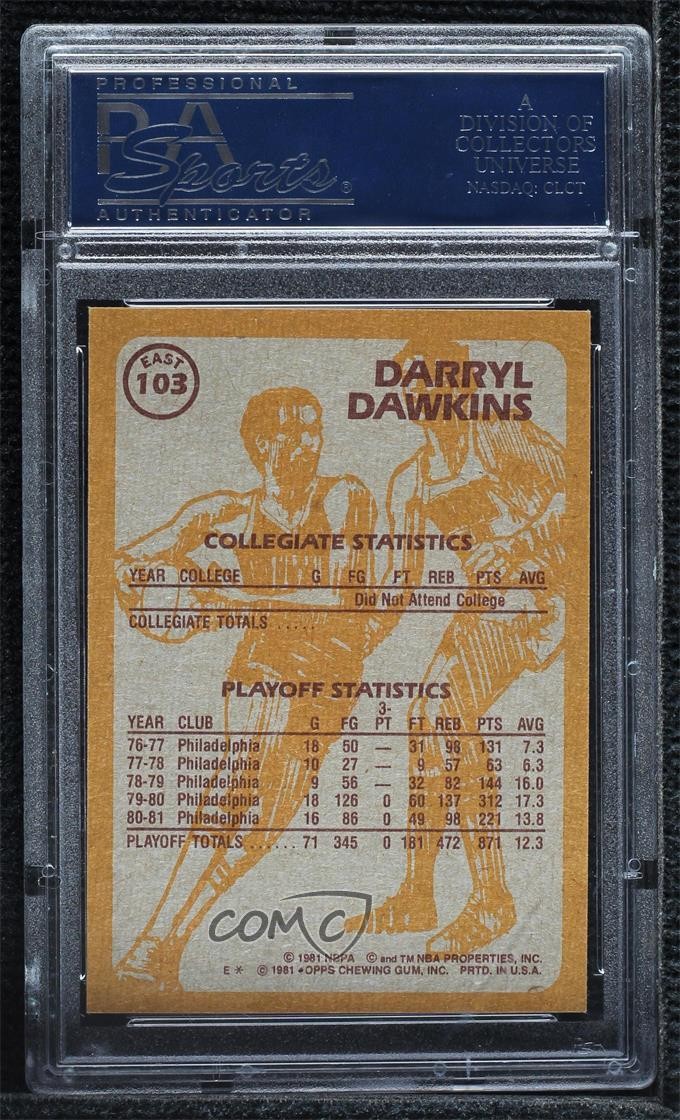 PROFESSIONAL
PSA
Sports®
AUTHENTICATOR
A
DIVISION OF
COLLECTORS
UNIVERSE
NASDAQ: CLCT
EAST
103
DARRYL
DAWKINS
COLLEGIATE STATISTICS
YEAR COLLEGE G FG FT REB PTS AVG
Did Not Attend College
COLLEGIATE TOTALS .....
PLAYOFF STATISTICS
YEAR CLUB G FG 3-PT FT REB PTS AVG
76-77 Philadelphia 18 50 — 31 98 131 7.3
77-78 Philadelphia 10 27 — 9 57 63 6.3
78-79 Philadelphia 9 56 — 32 82 144 16.0
79-80 Philadelphia 18 126 0 60 137 312 17.3
80-81 Philadelphia 16 86 0 49 98 221 13.8
PLAYOFF TOTALS ...... 71 345 0 181 472 871 12.3
COMC
© 1981 NBPA © and TM NBA PROPERTIES, INC.
E * © 1981 TOPPS CHEWING GUM, INC. PRTD. IN U.S.A.